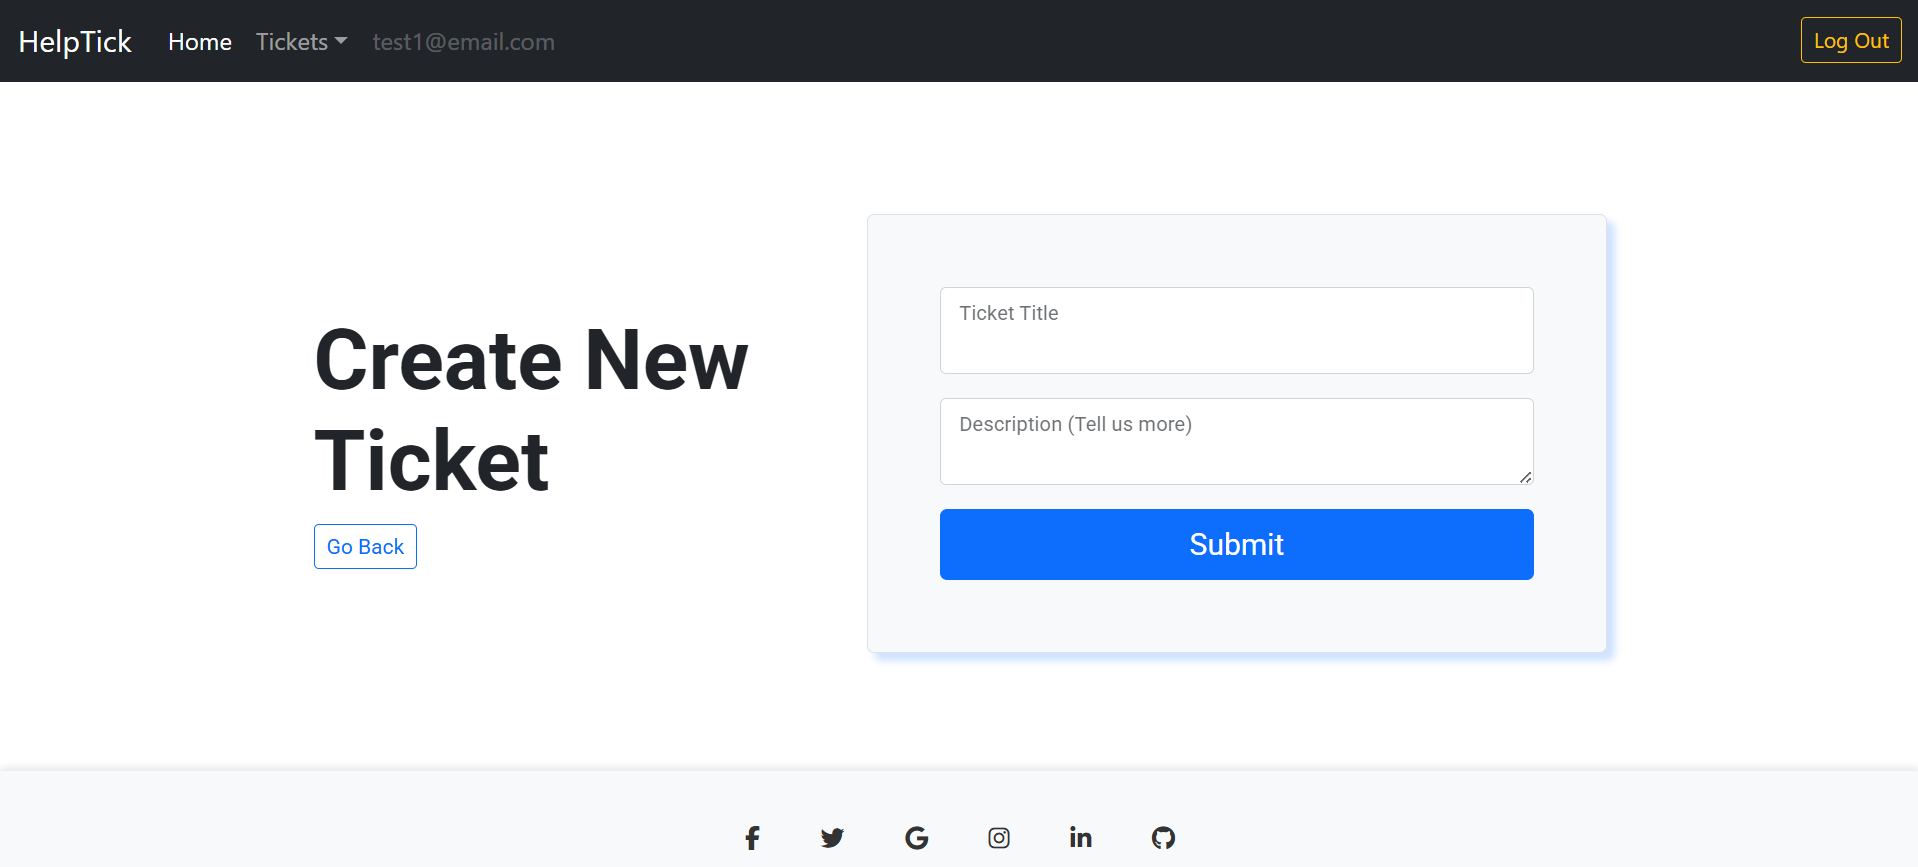 HelpTick Home Tickets test1@email.com Log Out
Create New
Ticket
Go Back
Ticket Title
Description (Tell us more)
Submit